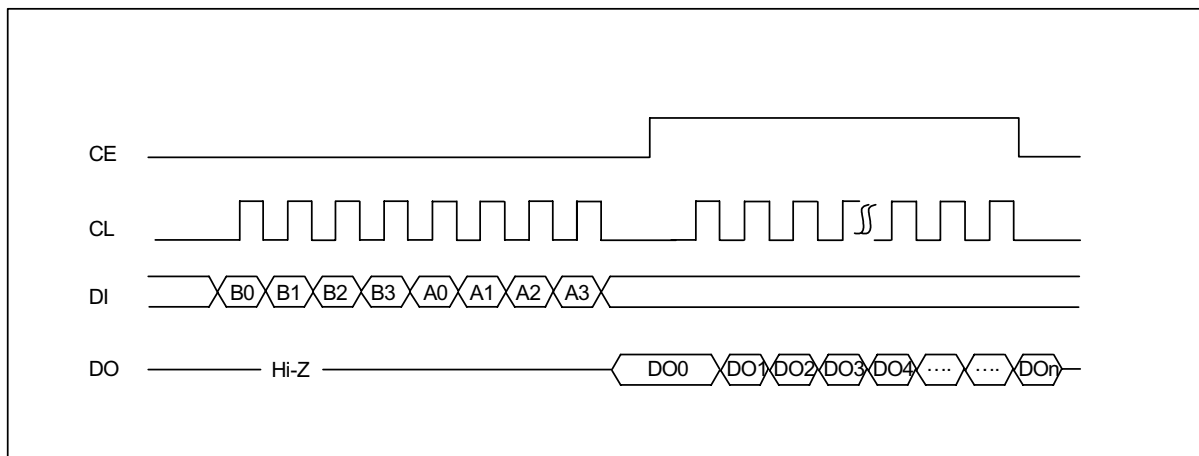 CE
CL
DI B0 B1 B2 B3 A0 A1 A2 A3
DO Hi-Z DO0 DO1 DO2 DO3 DO4 ···· ···· DOn